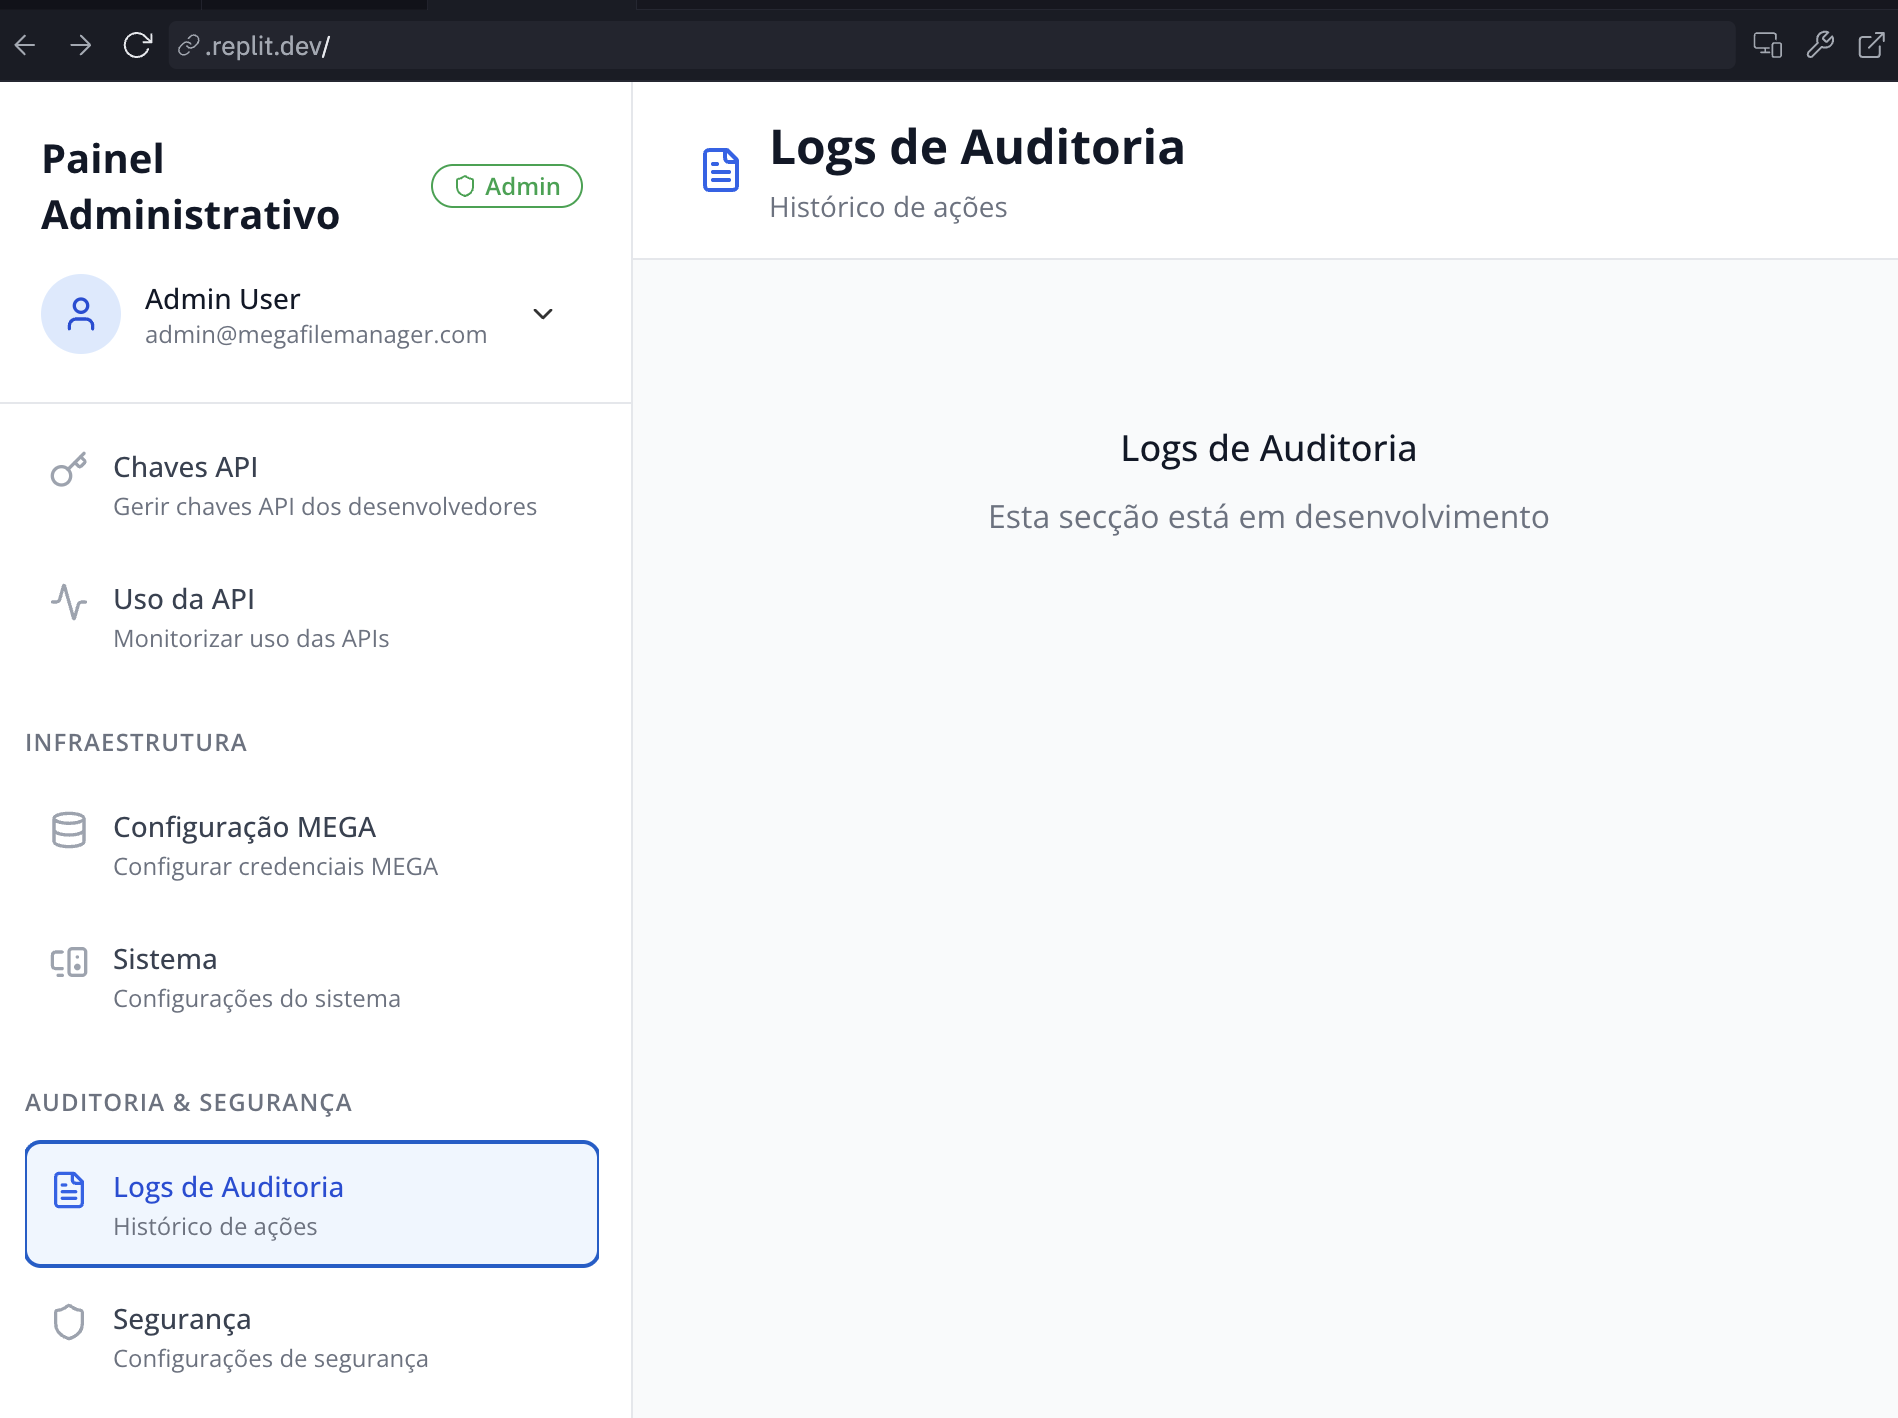 .replit.dev/
Painel
Administrativo
Admin
Admin User
admin@megafilemanager.com
Chaves API
Gerir chaves API dos desenvolvedores
Uso da API
Monitorizar uso das APIs
INFRAESTRUTURA
Configuração MEGA
Configurar credenciais MEGA
Sistema
Configurações do sistema
AUDITORIA & SEGURANÇA
Logs de Auditoria
Histórico de ações
Segurança
Configurações de segurança
Logs de Auditoria
Histórico de ações
Logs de Auditoria
Esta secção está em desenvolvimento